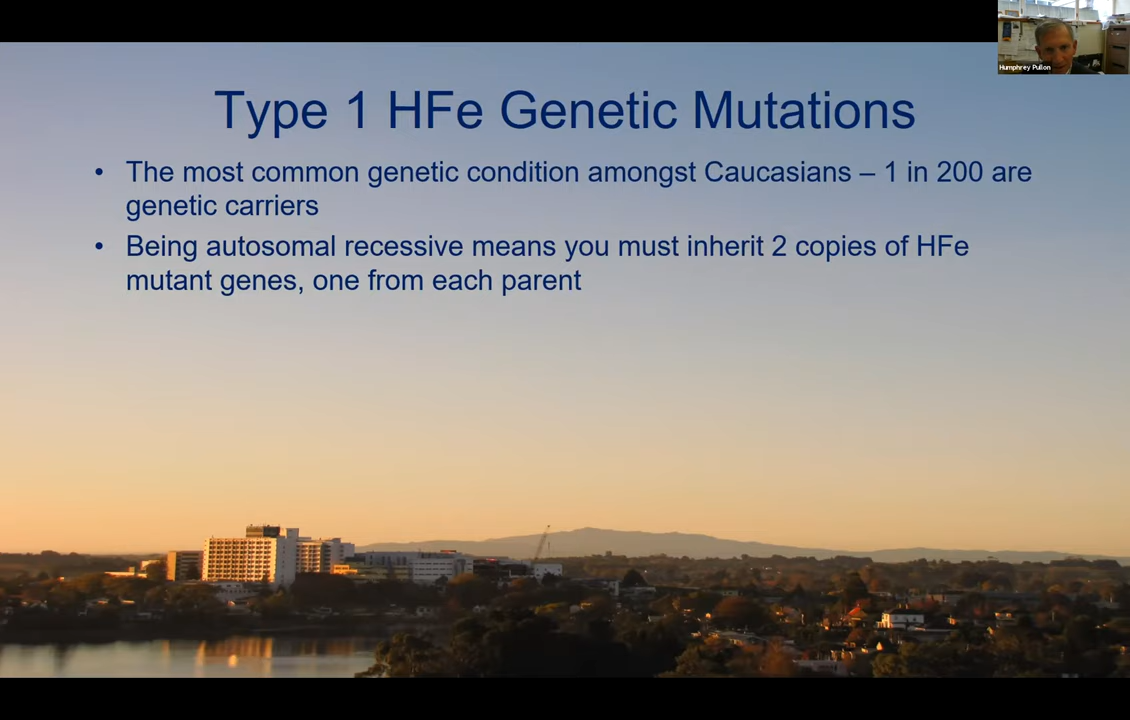 Humphrey Pullon
Type 1 HFe Genetic Mutations
• The most common genetic condition amongst Caucasians – 1 in 200 are
genetic carriers
• Being autosomal recessive means you must inherit 2 copies of HFe
mutant genes, one from each parent